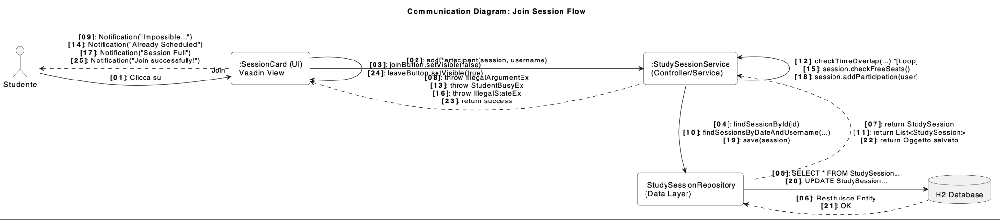 Communication Diagram: Join Session Flow
[09]: Notification("Impossible...")
[14]: Notification("Already Scheduled")
[17]: Notification("Session Full")
[25]: Notification("Join successfully!")
Join
[01]: Clicca su
Studente
:SessionCard (UI)
Vaadin View
[02]: addPartecipant(session, username)
[03]: joinButton.setVisible(false)
[24]: leaveButton.setVisible(true)
[08]: throw IllegalArgumentEx
[13]: throw StudentBusyEx
[16]: throw IllegalStateEx
[23]: return success
:StudySessionService
(Controller/Service)
[12]: checkTimeOverlap(...) *[Loop]
[15]: session.checkFreeSeats()
[18]: session.addParticipation(user)
[04]: findSessionById(id)
[10]: findSessionsByDateAndUsername(...)
[19]: save(session)
[07]: return StudySession
[11]: return List<StudySession>
[22]: return Oggetto salvato
:StudySessionRepository
(Data Layer)
[05]: SELECT * FROM StudySession...
[20]: UPDATE StudySession...
[06]: Restituisce Entity
[21]: OK
H2 Database